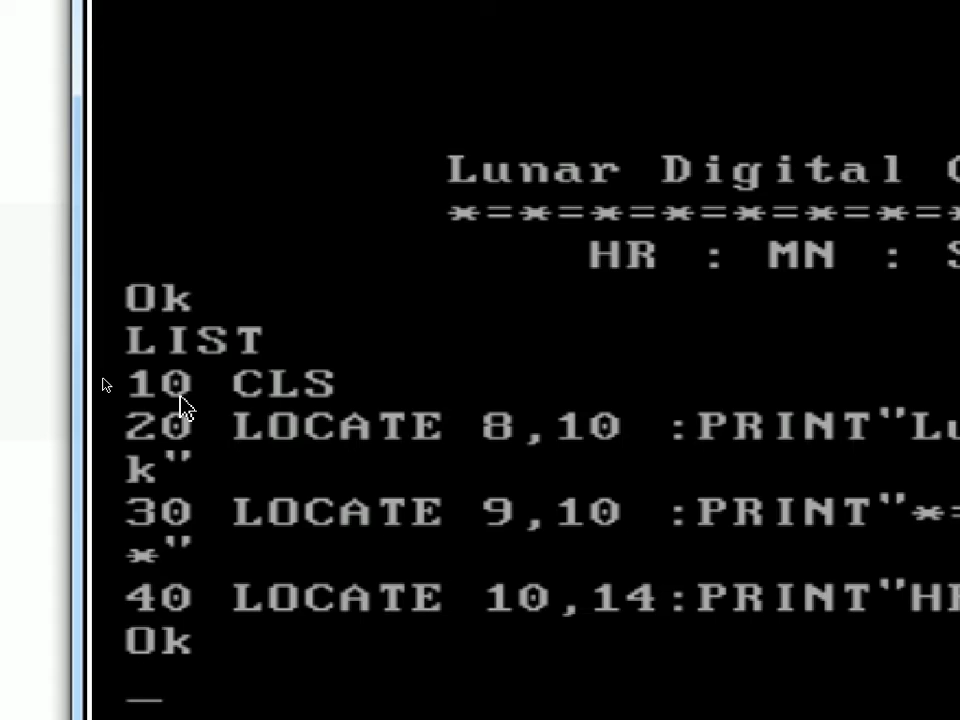 Lunar Digital
*=*=*=*=*=*=*=
HR : MN :
Ok
LIST
10 CLS
20 LOCATE 8,10 :PRINT"Lu
k"
30 LOCATE 9,10 :PRINT"*=
*"
40 LOCATE 10,14:PRINT"H
Ok
_